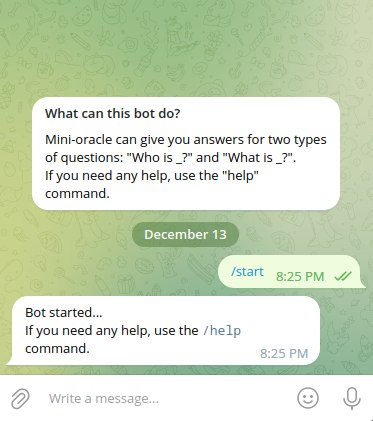 What can this bot do?
Mini-oracle can give you answers for two types
of questions: "Who is _?" and "What is _?".
If you need any help, use the "help"
command.
December 13
/start 8:25 PM
Bot started...
If you need any help, use the /help
command.
8:25 PM
Write a message...